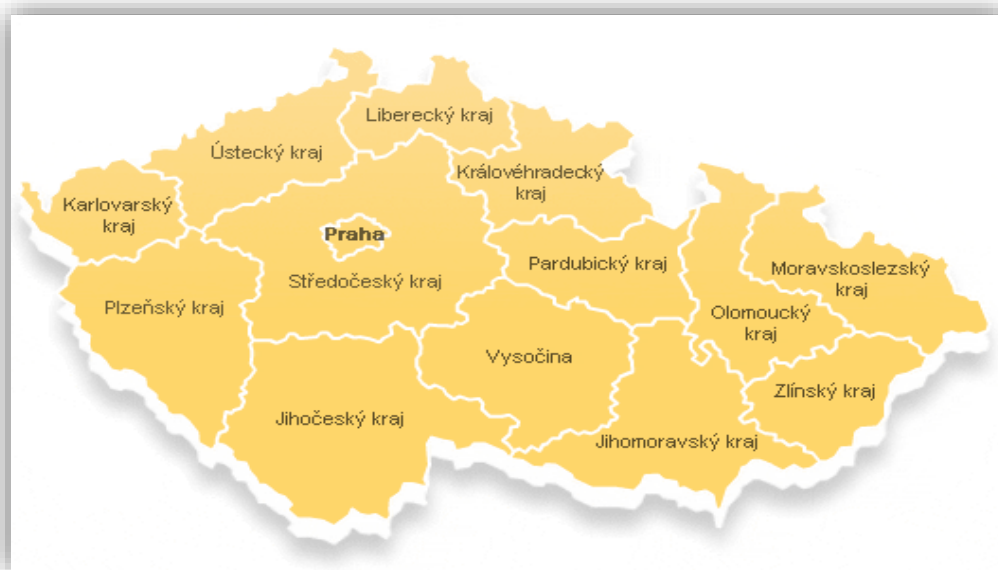 Liberecký kraj
Ústecký kraj
Královéhradecký
kraj
Karlovarský
kraj
Praha
Pardubický kraj
Moravskoslezský
kraj
Středočeský kraj
Plzeňský kraj
Olomoucký
kraj
Vysočina
Zlínský kraj
Jihočeský kraj
Jihomoravský kraj